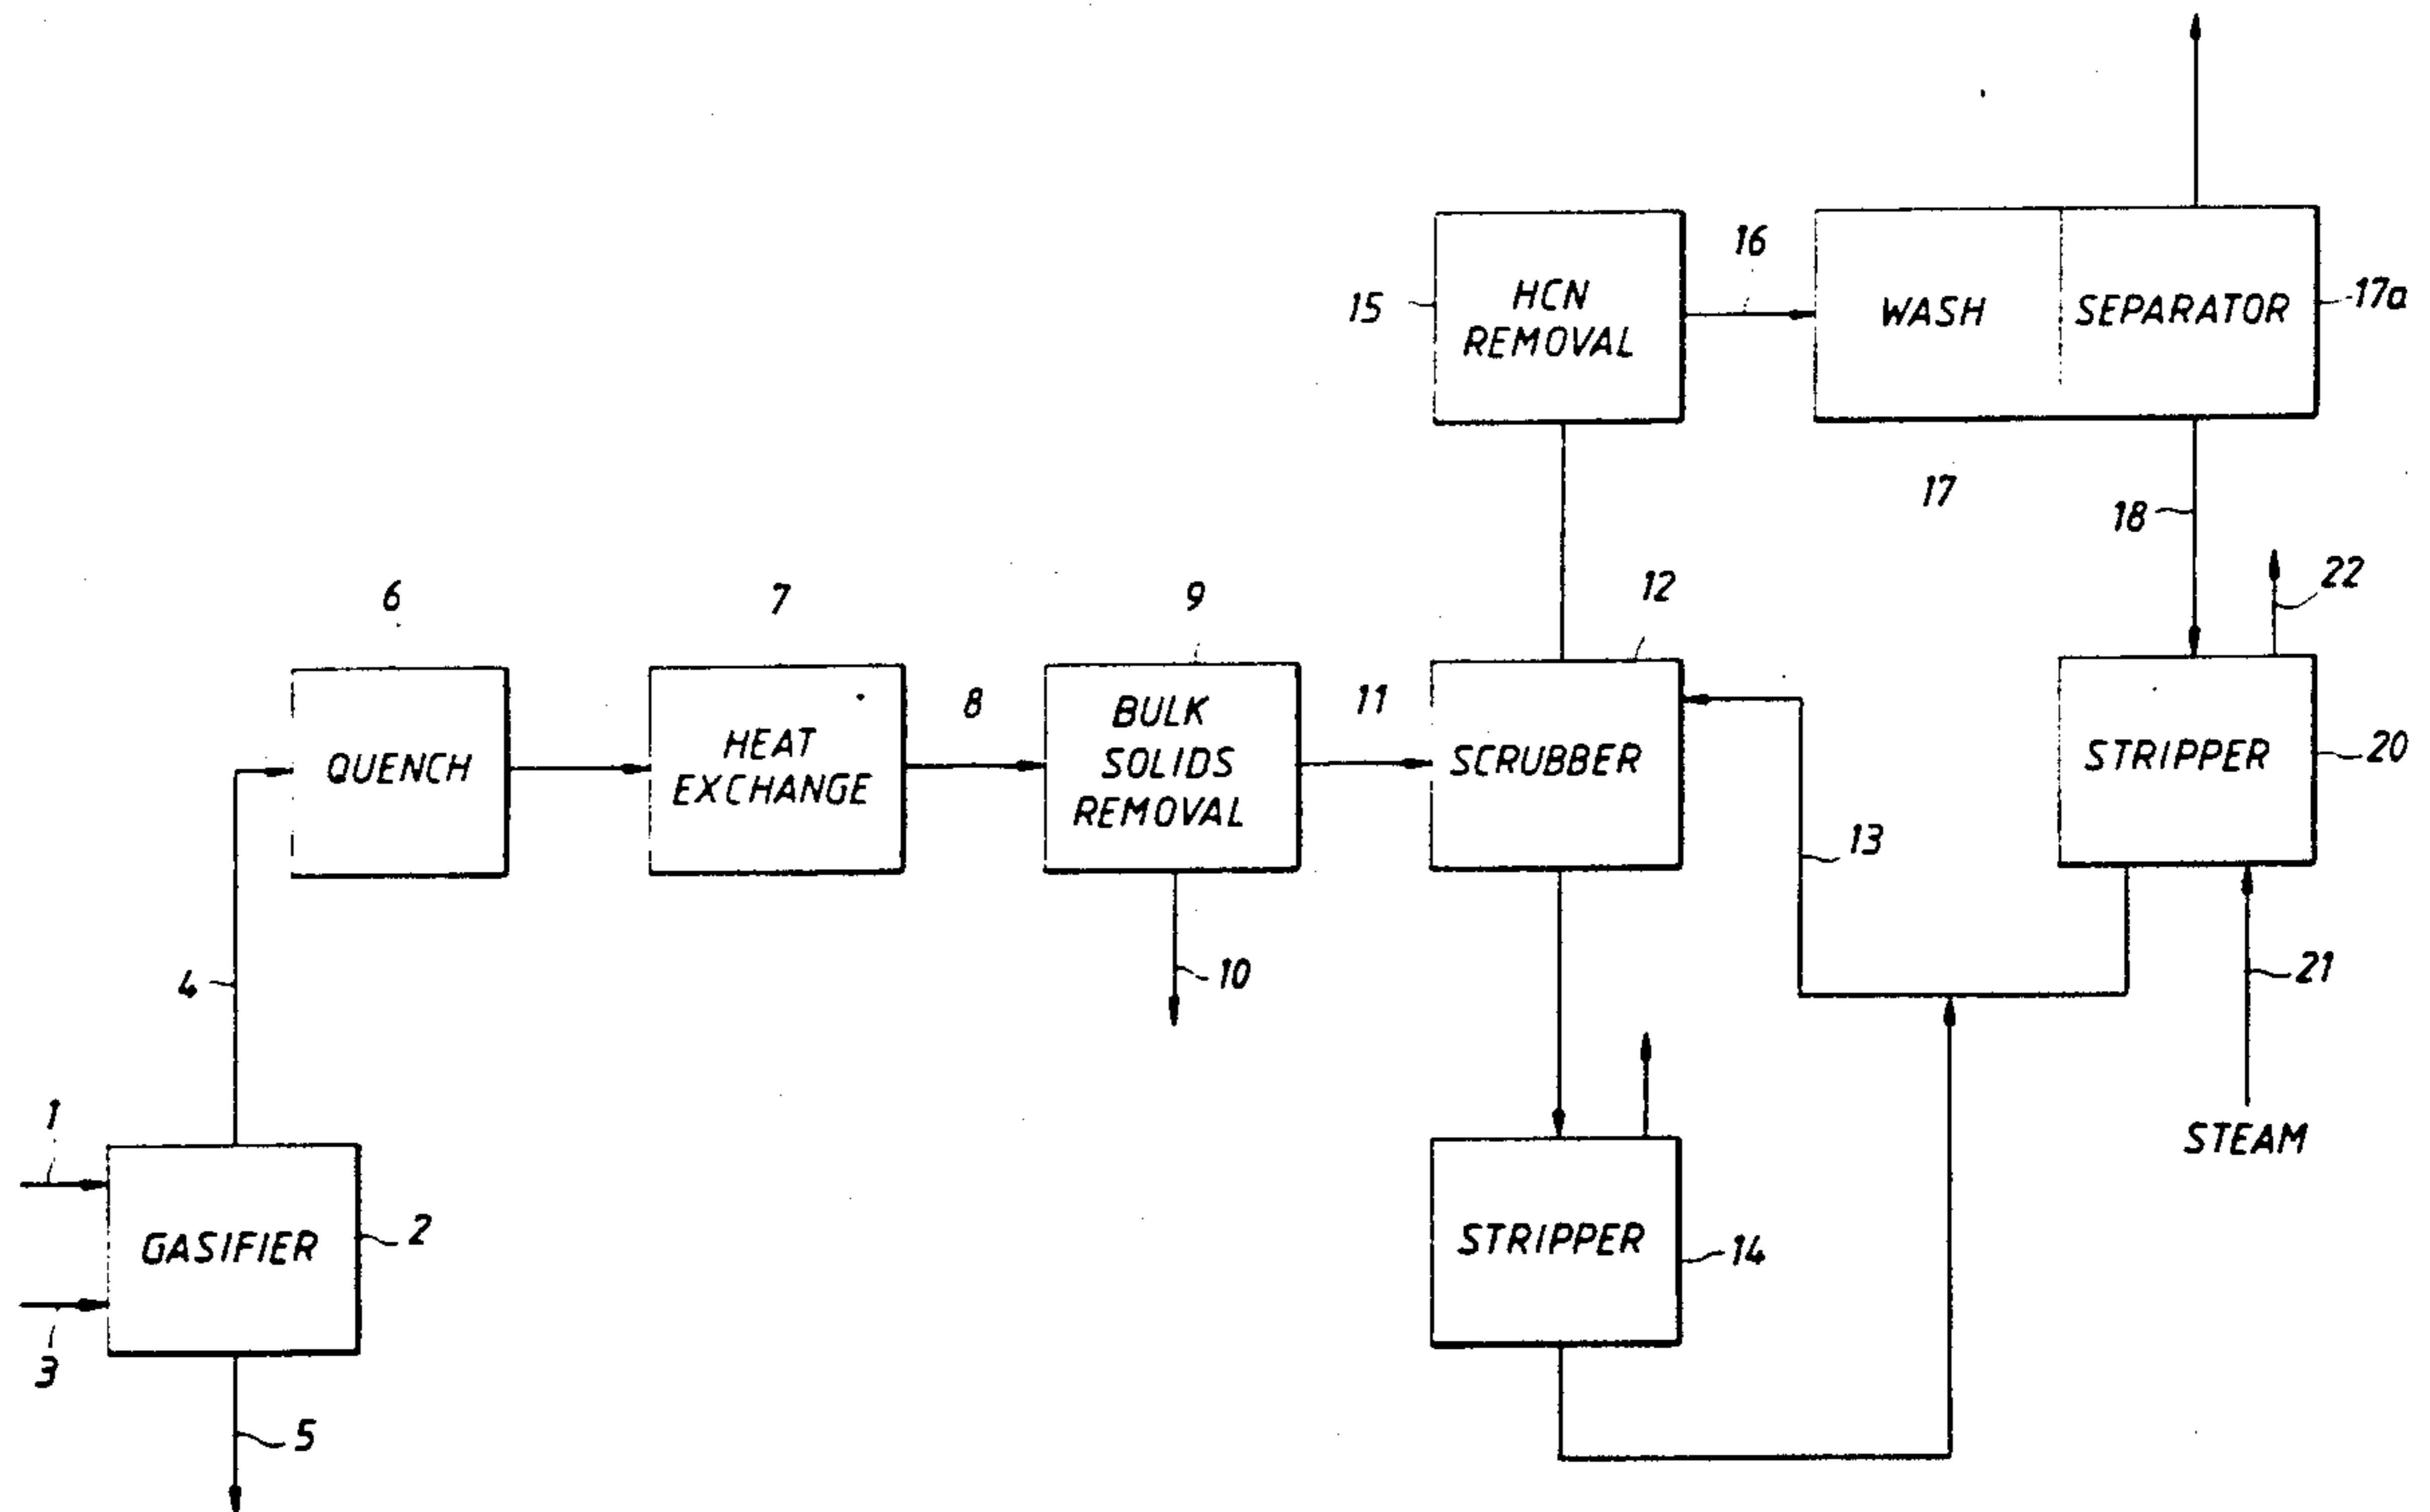 HCN
REMOVAL
15
16
WASH
SEPARATOR
17a
17
18
22
6
7
9
12
8
11
QUENCH
HEAT
EXCHANGE
BULK
SOLIDS
REMOVAL
SCRUBBER
STRIPPER
20
13
4
10
21
1
STEAM
GASIFIER
2
STRIPPER
14
3
5